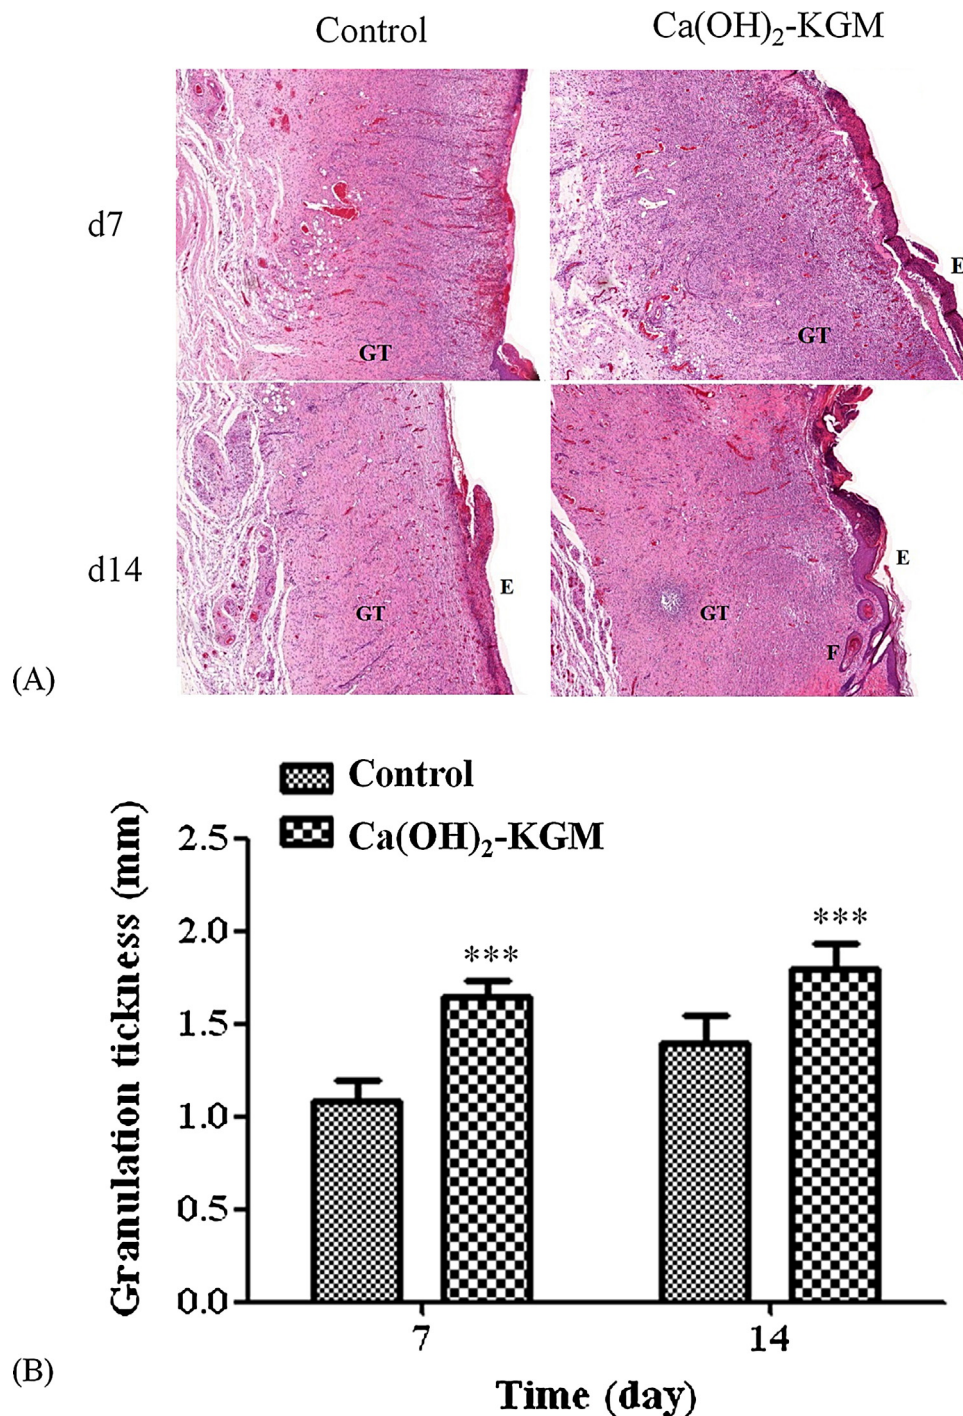 Control Ca(OH)₂-KGM
d7
E
GT GT
d14
E E
GT GT
F
(A)
Control
Ca(OH)₂-KGM
2.5
2.0
1.5
1.0
0.5
0.0
Granulation tickness (mm)
***
***
7 14
(B)
Time (day)